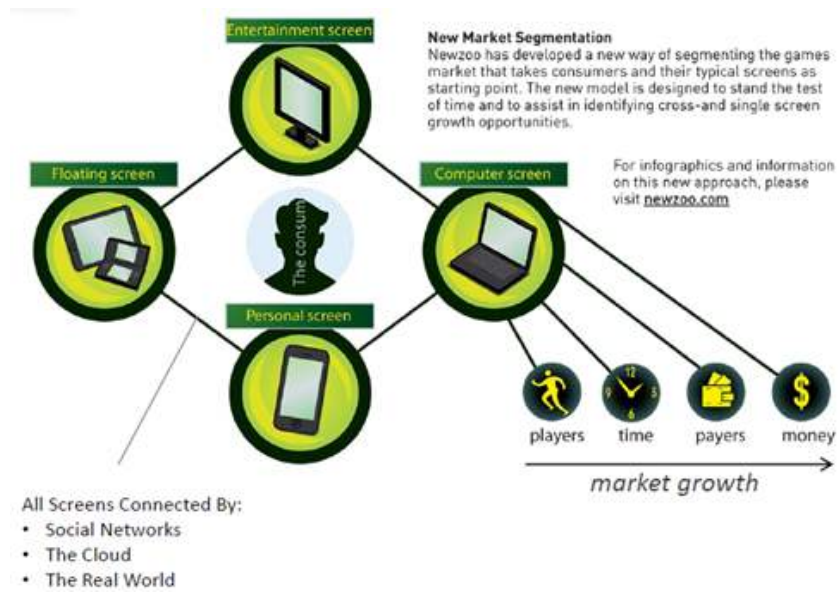 Entertainment screen
New Market Segmentation
Newzoo has developed a new way of segmenting the games
market that takes consumers and their typical screens as
starting point. The new model is designed to stand the test
of time and to assist in identifying cross-and single screen
growth opportunities.
For infographics and information
on this new approach, please
visit newzoo.com
Floating screen
Computer screen
The consum
Personal screen
12
9
6
$
players
time
payers
money
market growth
All Screens Connected By:
• Social Networks
• The Cloud
• The Real World